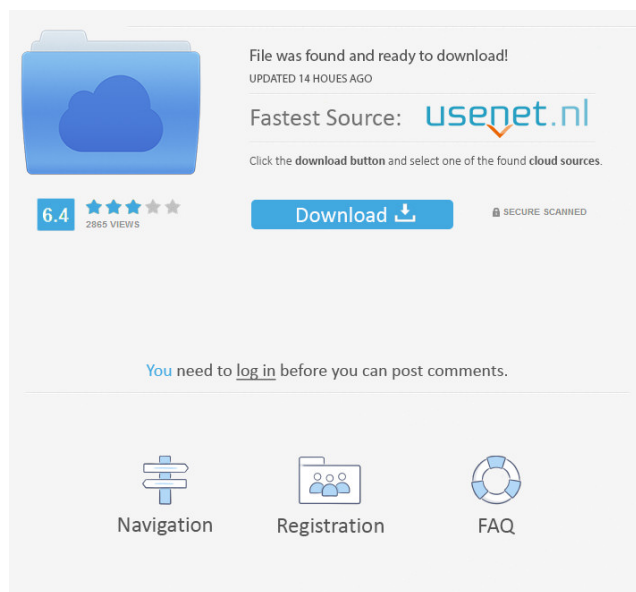 File was found and ready to download!
UPDATED 14 HOUES AGO
Fastest Source: usenet.nl
Click the download button and select one of the found cloud sources.
6.4
2865 VIEWS
Download
SECURE SCANNED
You need to log in before you can post comments.
Navigation
Registration
FAQ